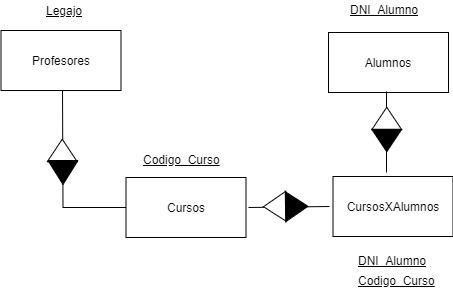 Legajo
DNI_Alumno
Profesores
Alumnos
Codigo_Curso
Cursos
CursosXAlumnos
DNI_Alumno
Codigo_Curso